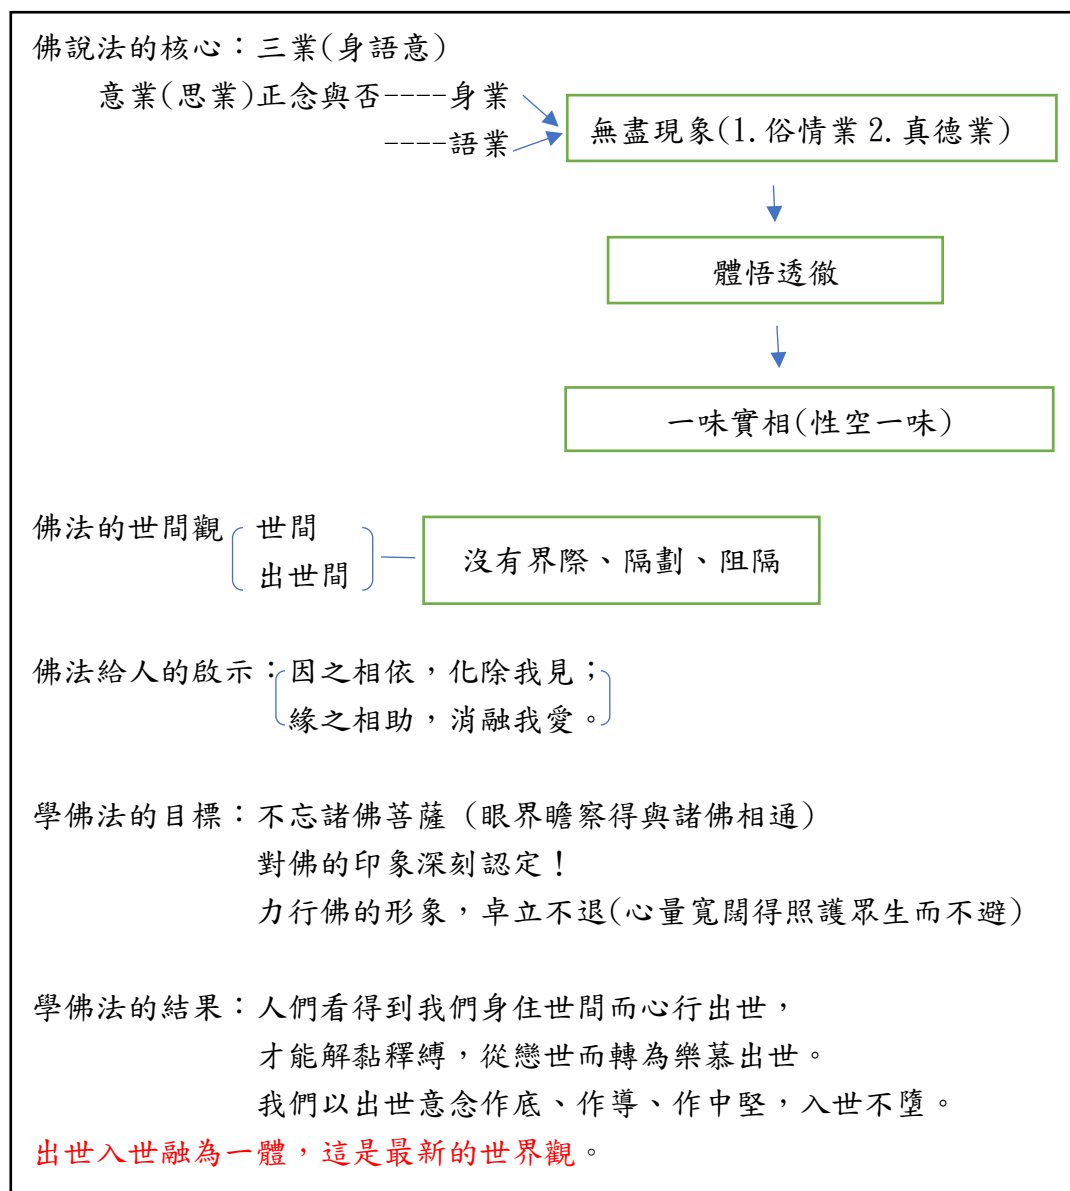 佛說法的核心：三業(身語意)
意業(思業)正念與否----身業
----語業
無盡現象(1.俗情業 2.真德業)
體悟透徹
一味實相(性空一味)
佛法的世間觀 世間
出世間
沒有界際、隔劃、阻隔
佛法給人的啟示：因之相依，化除我見；
緣之相助，消融我愛。
學佛法的目標：不忘諸佛菩薩 (眼界瞻察得與諸佛相通)
對佛的印象深刻認定！
力行佛的形象，卓立不退(心量寬闊得照護眾生而不避)
學佛法的結果：人們看得到我們身住世間而心行出世，
才能解黏釋縛，從戀世而轉為樂慕出世。
我們以出世意念作底、作導、作中堅，入世不墮。
出世入世融為一體，這是最新的世界觀。